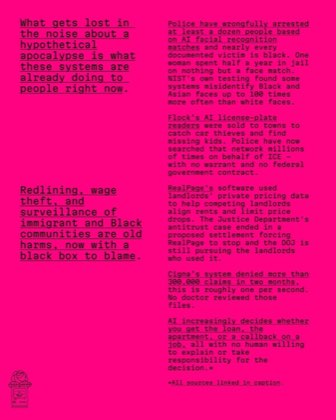 What gets lost in
the noise about a
hypothetical
apocalypse is what
these systems are
already doing to
people right now.
Redlining, wage
theft, and
surveillance of
immigrant and Black
communities are old
harms, now with a
black box to blame.
Police have wrongfully arrested
at least a dozen people based
on AI facial recognition
matches and nearly every
documented victim is black. One
woman spent half a year in jail
on nothing but a face match.
NIST's own testing found some
systems misidentify Black and
Asian faces up to 100 times
more often than white faces.
Flock's AI license-plate
readers were sold to towns to
catch car thieves and find
missing kids. Police have now
searched that network millions
of times on behalf of ICE –
with no warrant and no federal
government contract.
RealPage's software used
landlords' private pricing data
to help competing landlords
align rents and limit price
drops. The Justice Department's
antitrust case ended in a
proposed settlement forcing
RealPage to stop and the DOJ is
still pursuing the landlords
who used it.
Cigna's system denied more than
300,000 claims in two months,
this is roughly one per second.
No doctor reviewed those
files.
AI increasingly decides whether
you get the loan, the
apartment, or a callback on a
job, all with no human willing
to explain or take
responsibility for the
decision.*
*All sources linked in caption.